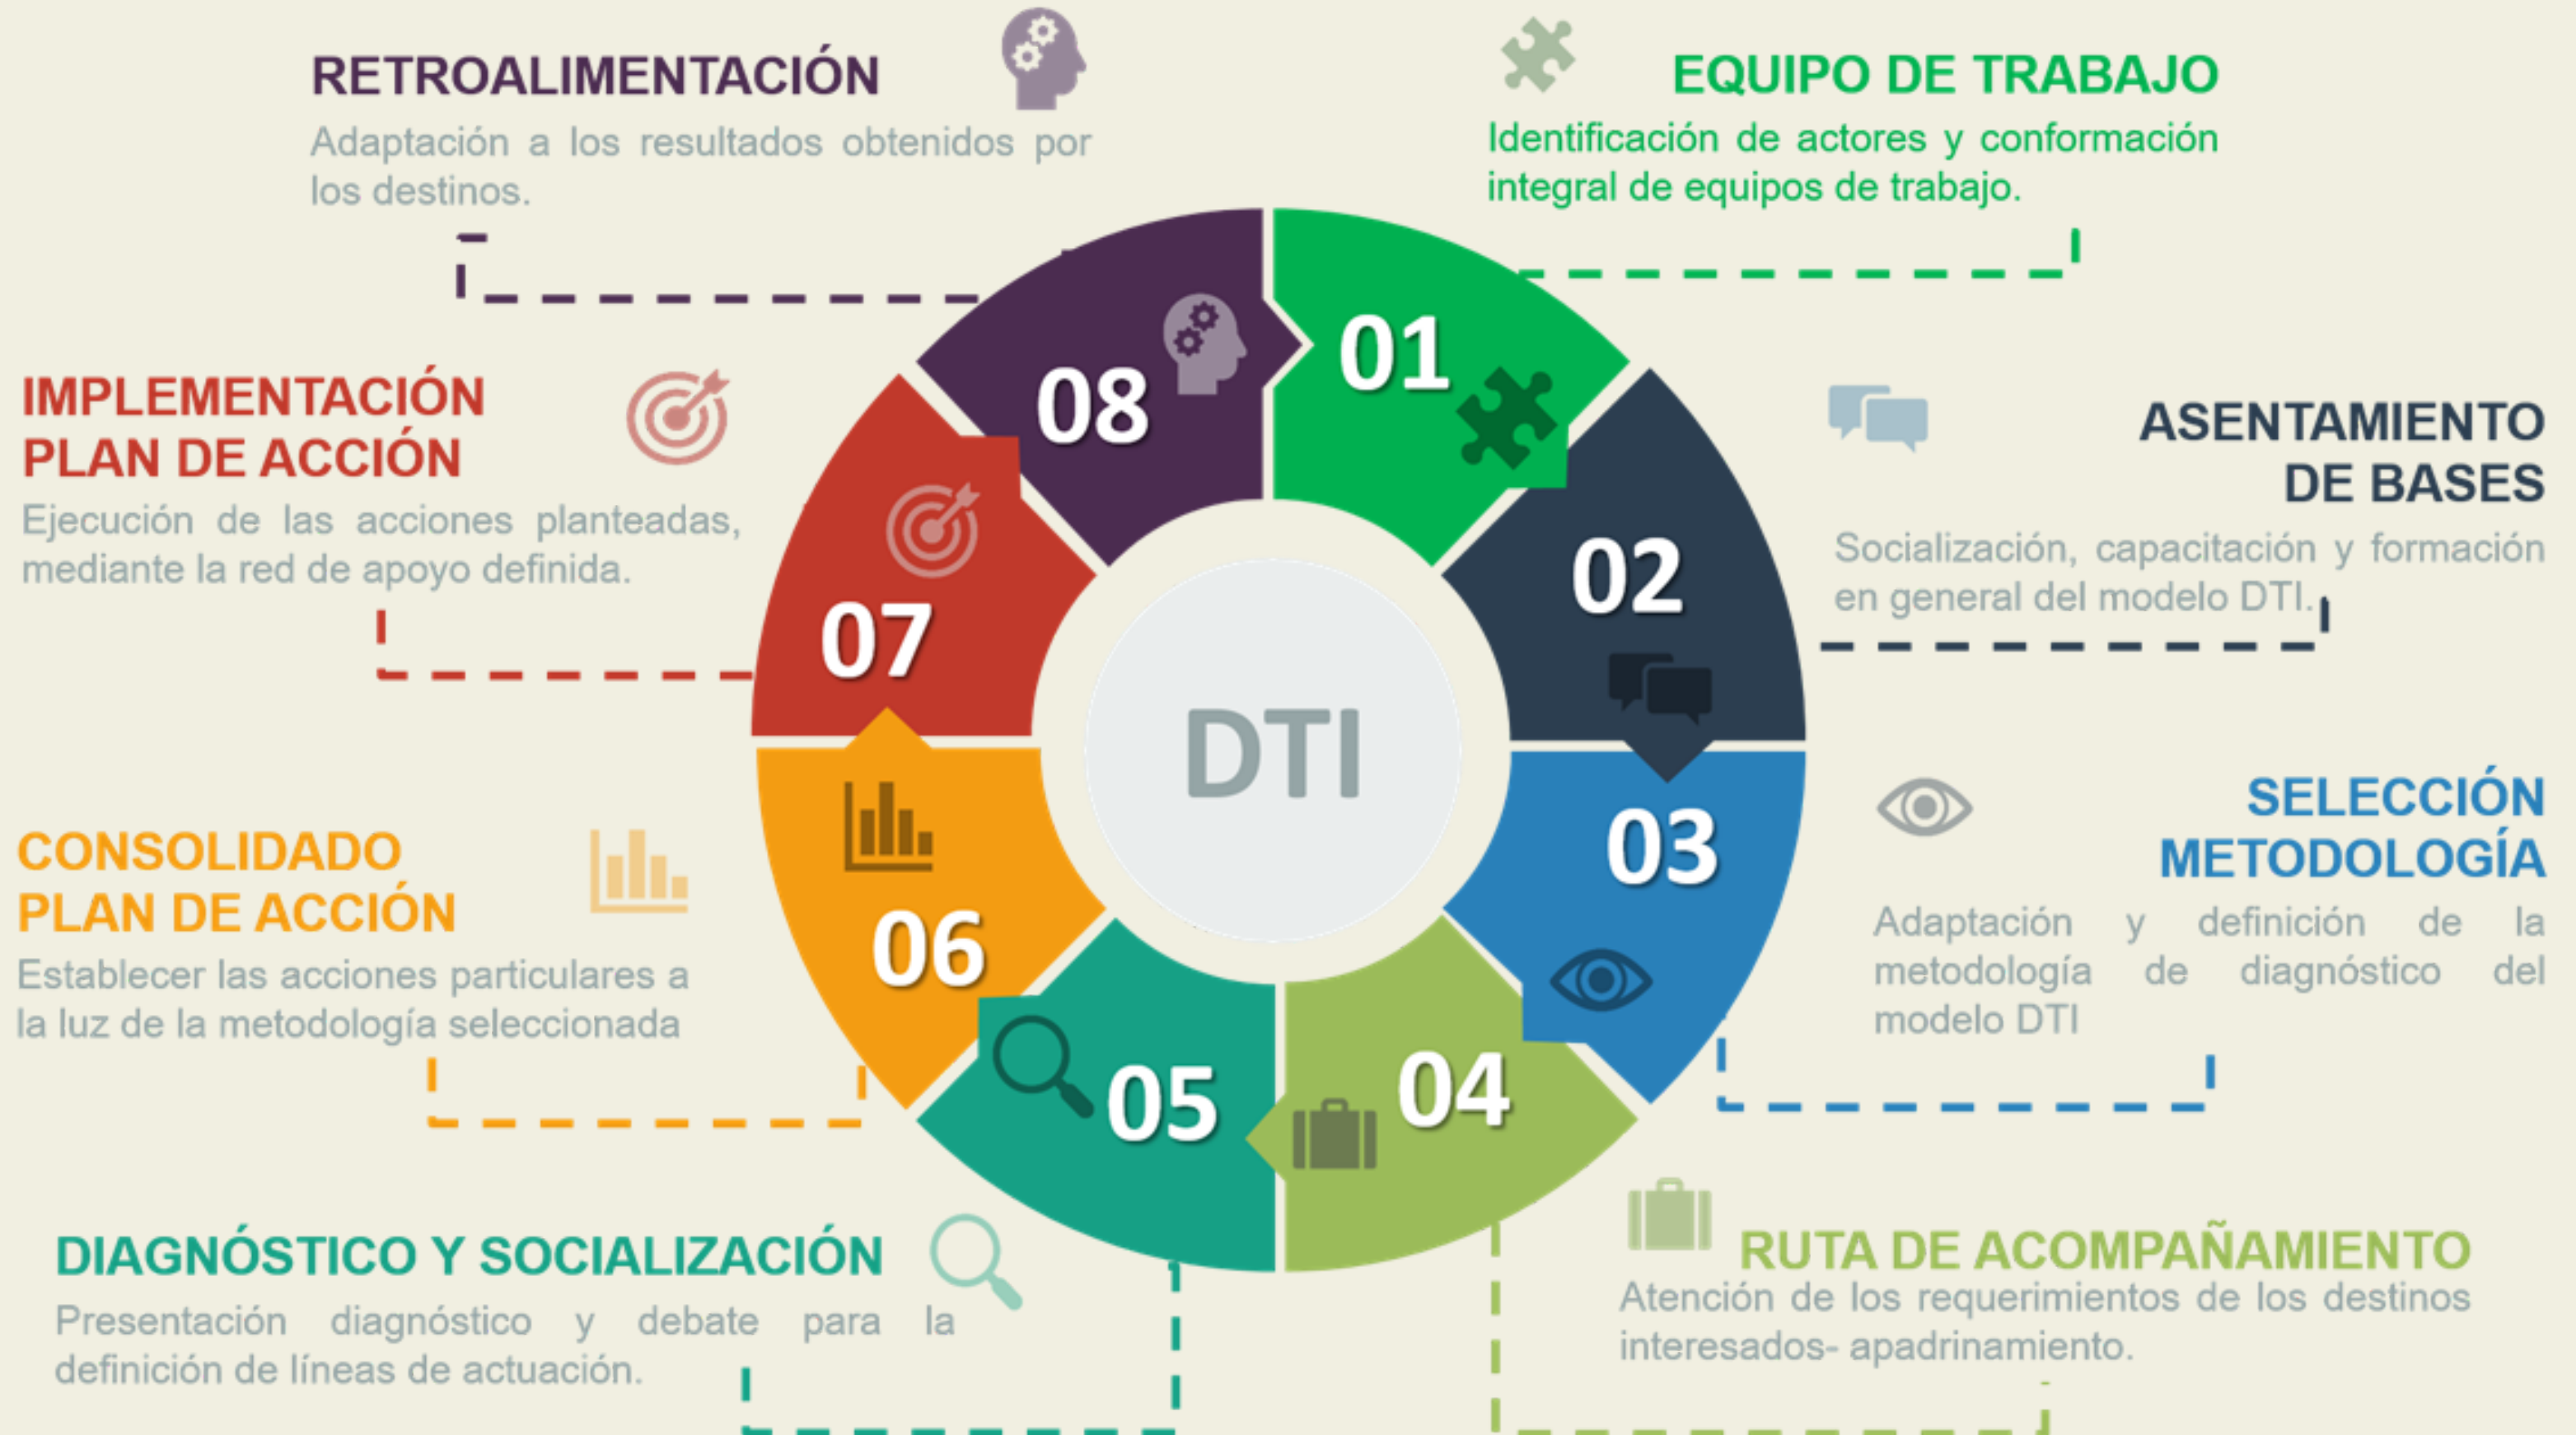 RETROALIMENTACIÓN
Adaptación a los resultados obtenidos por
los destinos.
EQUIPO DE TRABAJO
Identificación de actores y conformación
integral de equipos de trabajo.
IMPLEMENTACIÓN
PLAN DE ACCIÓN
Ejecución de las acciones planteadas,
mediante la red de apoyo definida.
ASENTAMIENTO
DE BASES
Socialización, capacitación y formación
en general del modelo DTI.
08
01
07
02
DTI
06
03
05
04
CONSOLIDADO
PLAN DE ACCIÓN
Establecer las acciones particulares a
la luz de la metodología seleccionada
SELECCIÓN
METODOLOGÍA
Adaptación y definición de la
metodología de diagnóstico del
modelo DTI
DIAGNÓSTICO Y SOCIALIZACIÓN
Presentación diagnóstico y debate para la
definición de líneas de actuación.
RUTA DE ACOMPAÑAMIENTO
Atención de los requerimientos de los destinos
interesados- apadrinamiento.